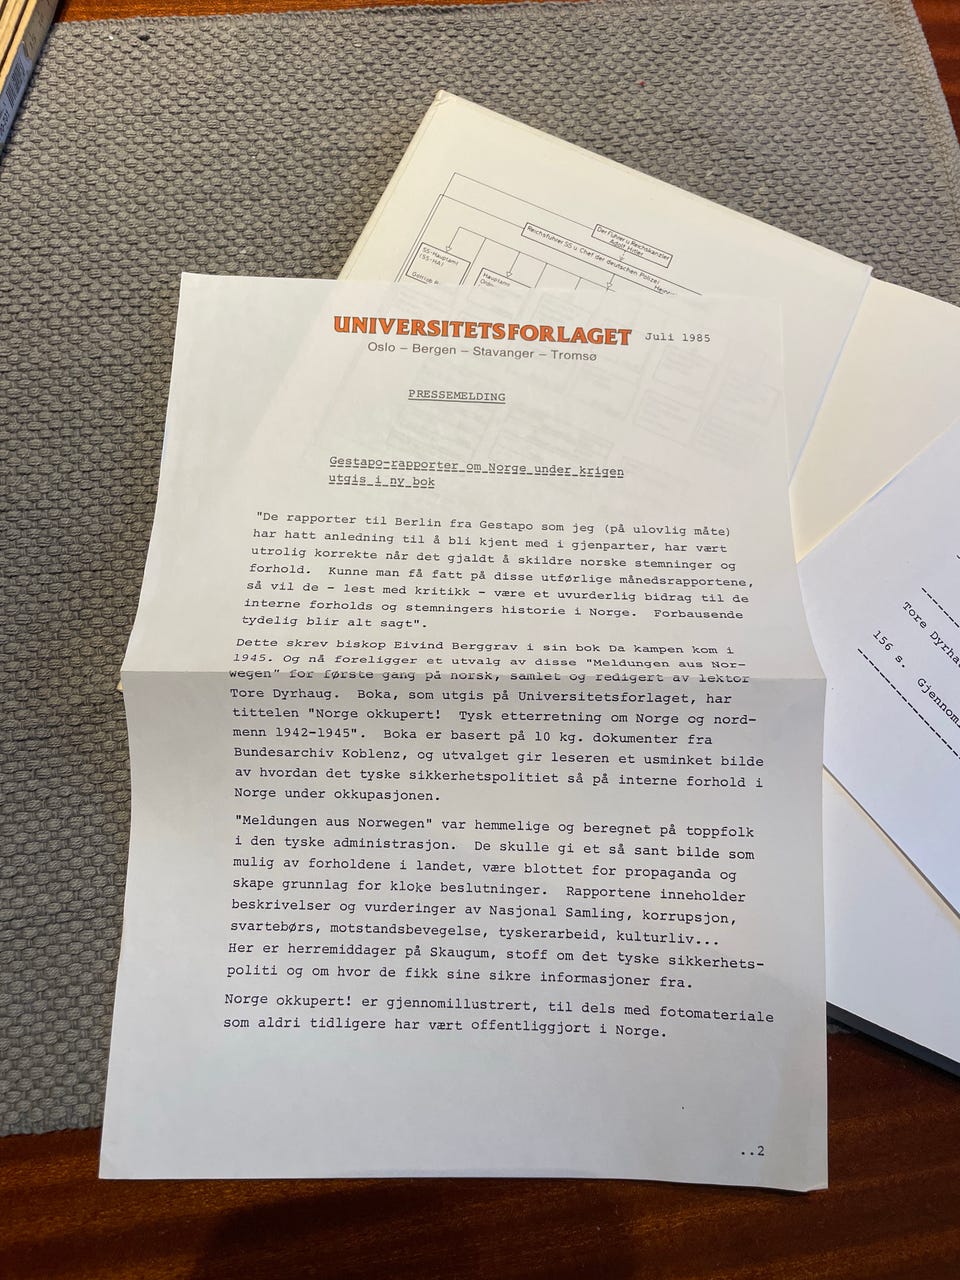 Der Führer u Reichskanzler
Adolf Hitler
Reichsführer SS u. Chef der deutschen Polizei
SS-Hauptamt
(SS-HA)
Hauptamt
UNIVERSITETSFORLAGET Juli 1985
Oslo – Bergen – Stavanger – Tromsø
PRESSEMELDING
Gestapo-rapporter om Norge under krigen
utgis i ny bok
"De rapporter til Berlin fra Gestapo som jeg (på ulovlig måte)
har hatt anledning til å bli kjent med i gjenparter, har vært
utrolig korrekte når det gjaldt å skildre norske stemninger og
forhold. Kunne man få fatt på disse utførlige månedsrapportene,
så vil de - lest med kritikk - være et uvurderlig bidrag til de
interne forholds og stemningers historie i Norge. Forbausende
tydelig blir alt sagt".
Dette skrev biskop Eivind Berggrav i sin bok Da kampen kom i
1945. Og nå foreligger et utvalg av disse "Meldungen aus Nor-
wegen" for første gang på norsk, samlet og redigert av lektor
Tore Dyrhaug. Boka, som utgis på Universitetsforlaget, har
tittelen "Norge okkupert! Tysk etterretning om Norge og nord-
menn 1942-1945". Boka er basert på 10 kg. dokumenter fra
Bundesarchiv Koblenz, og utvalget gir leseren et usminket bilde
av hvordan det tyske sikkerhetspolitiet så på interne forhold i
Norge under okkupasjonen.
"Meldungen aus Norwegen" var hemmelige og beregnet på toppfolk
i den tyske administrasjon. De skulle gi et så sant bilde som
mulig av forholdene i landet, være blottet for propaganda og
skape grunnlag for kloke beslutninger. Rapportene inneholder
beskrivelser og vurderinger av Nasjonal Samling, korrupsjon,
svartebørs, motstandsbevegelse, tyskerarbeid, kulturliv...
Her er herremiddager på Skaugum, stoff om det tyske sikkerhets-
politi og om hvor de fikk sine sikre informasjoner fra.
Norge okkupert! er gjennomillustrert, til dels med fotomateriale
som aldri tidligere har vært offentliggjort i Norge.
..2
Tore Dyrha
156 s. Gjennom